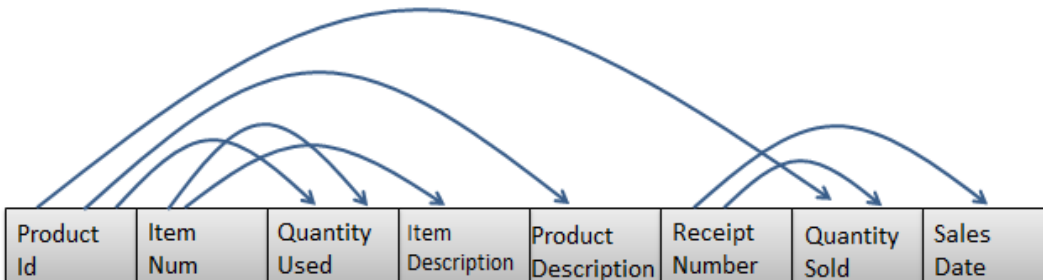 Product
Id
Item
Num
Quantity
Used
Item
Description
Product
Description
Receipt
Number
Quantity
Sold
Sales
Date